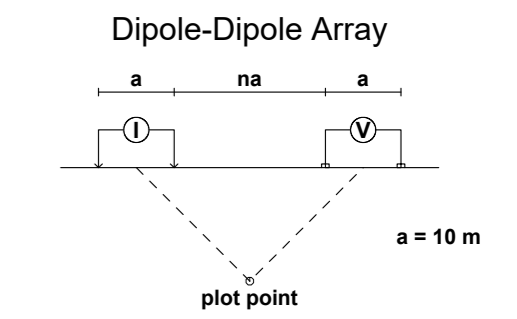 Dipole-Dipole Array
a na a
I V
a = 10 m
plot point